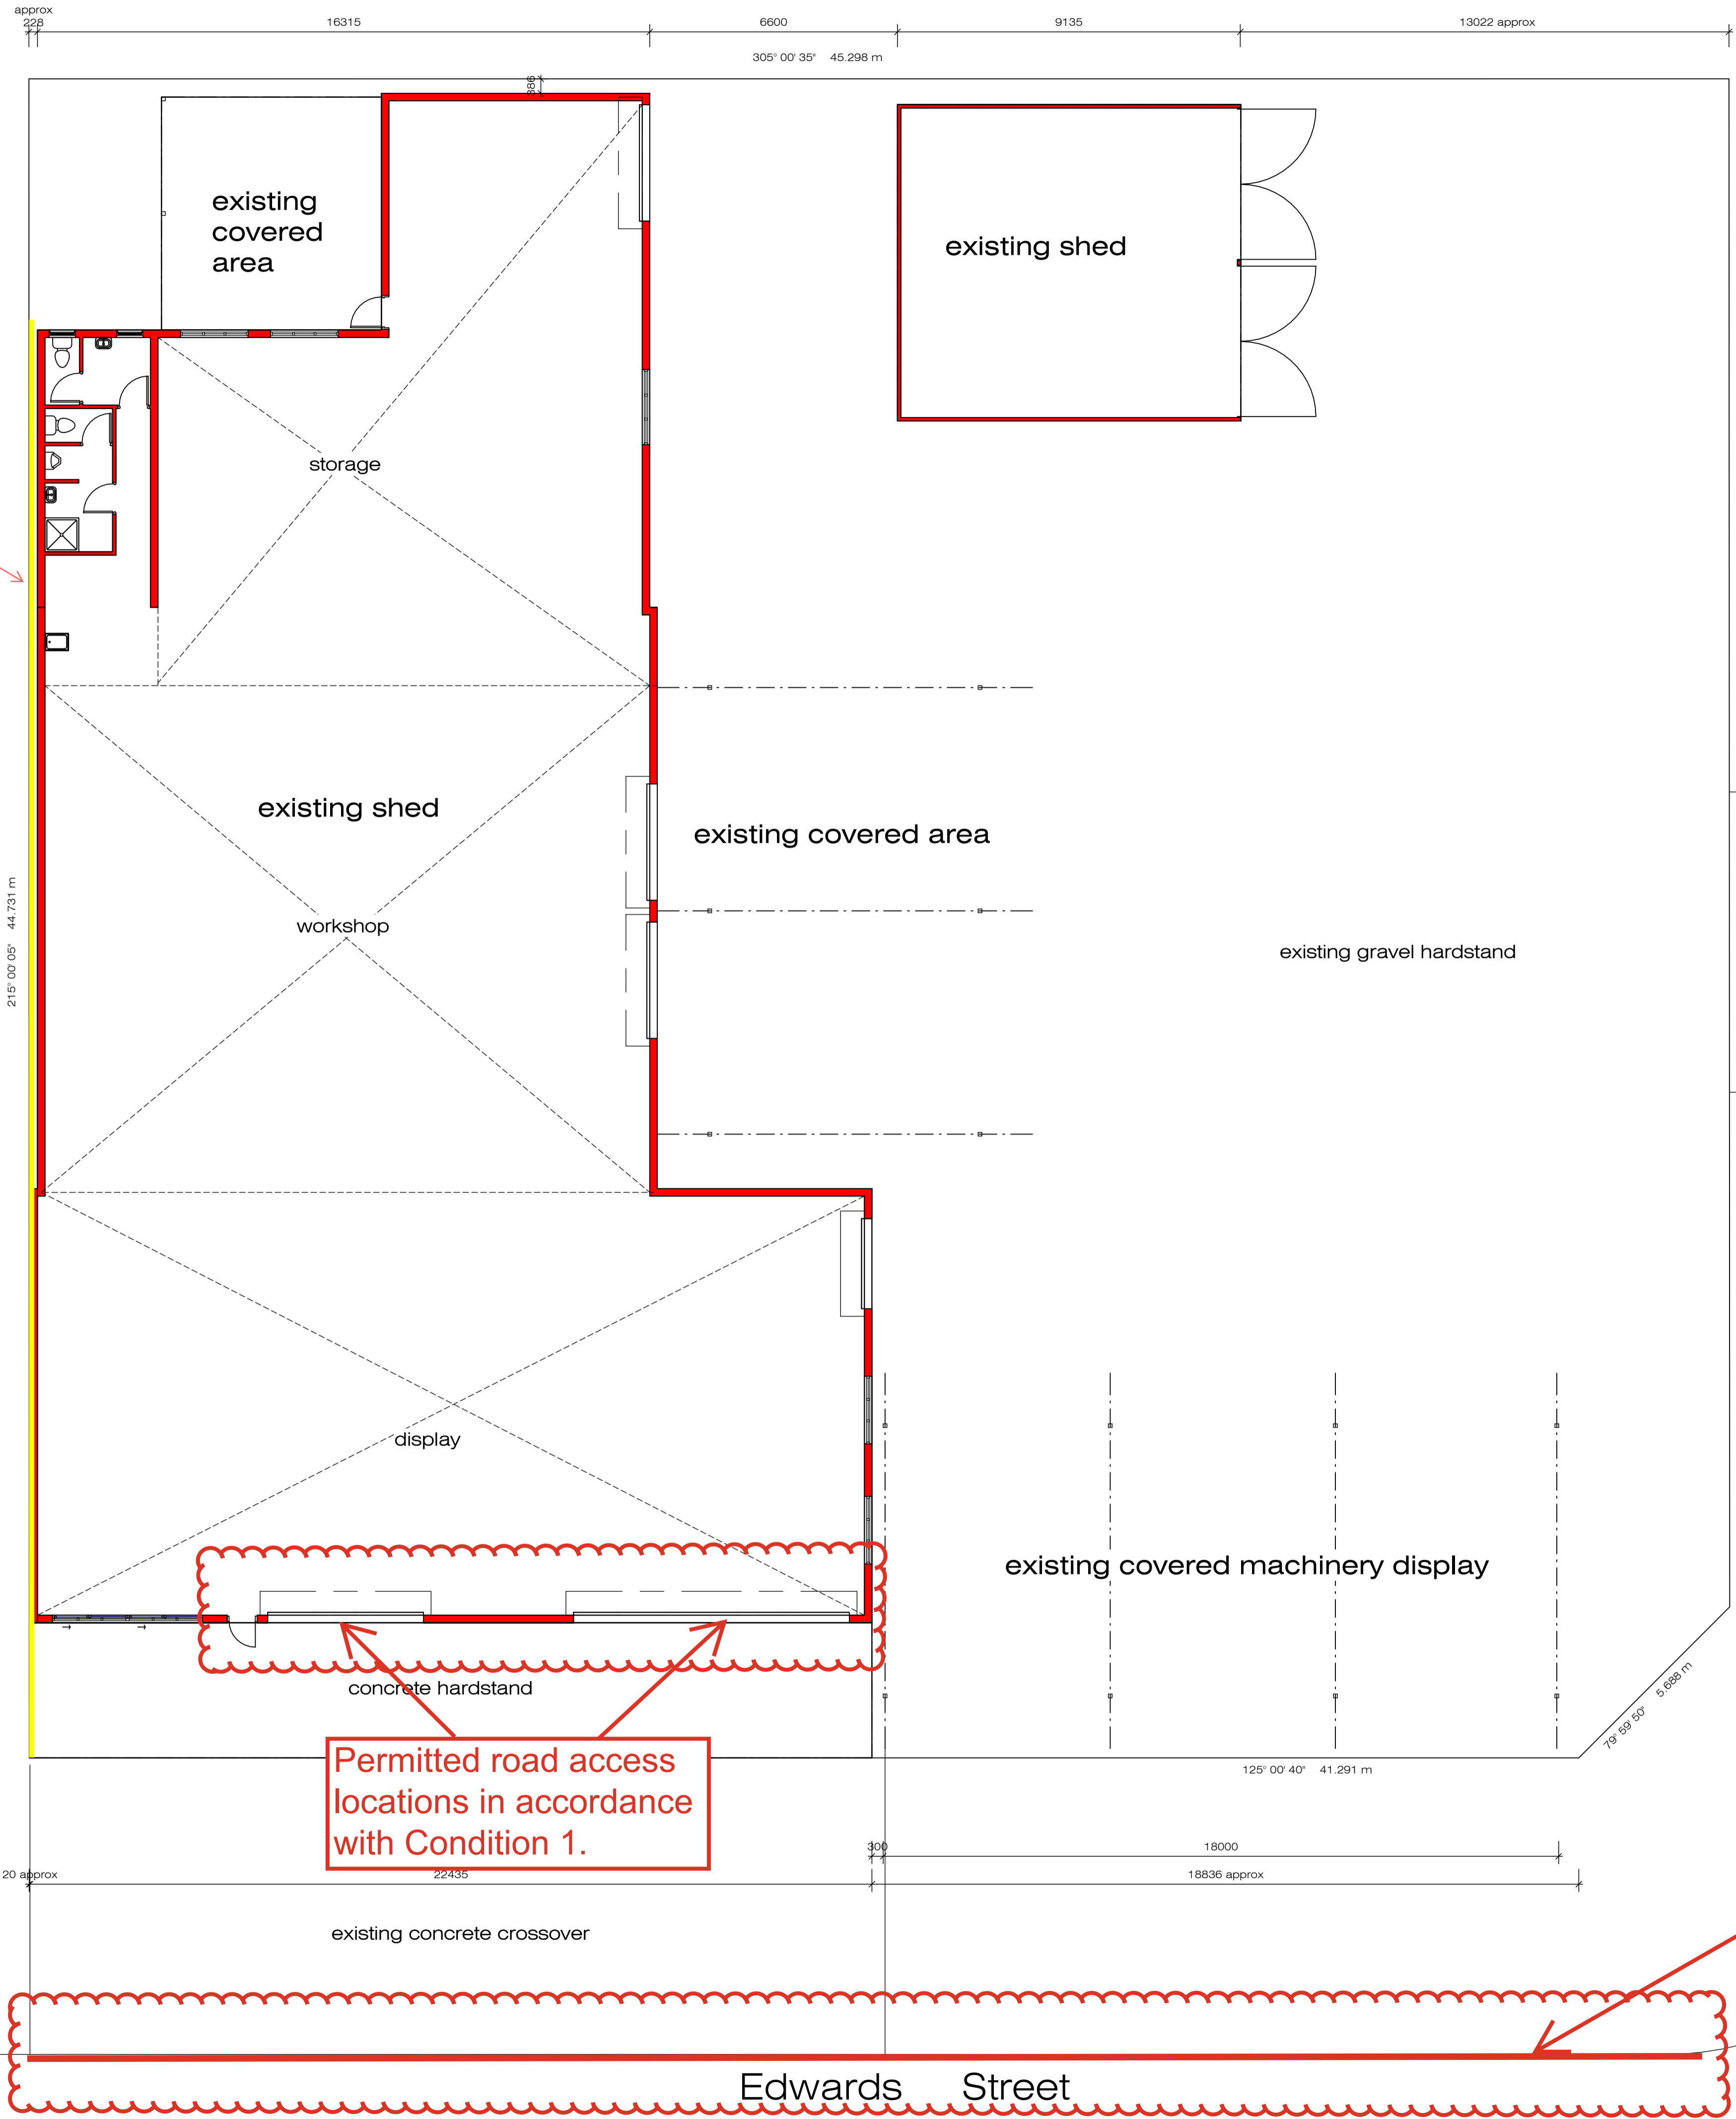 approx
228
16315
6600
9135
13022 approx
305° 00' 35" 45.298 m
886
existing
covered
area
existing shed
storage
existing shed
existing covered area
215° 00' 05" 44.731 m
workshop
existing gravel hardstand
display
existing covered machinery display
concrete hardstand
79° 59' 50" 5.688 m
Permitted road access
locations in accordance
with Condition 1.
125° 00' 40" 41.291 m
300
18000
20 approx
22435
18836 approx
existing concrete crossover
Edwards Street